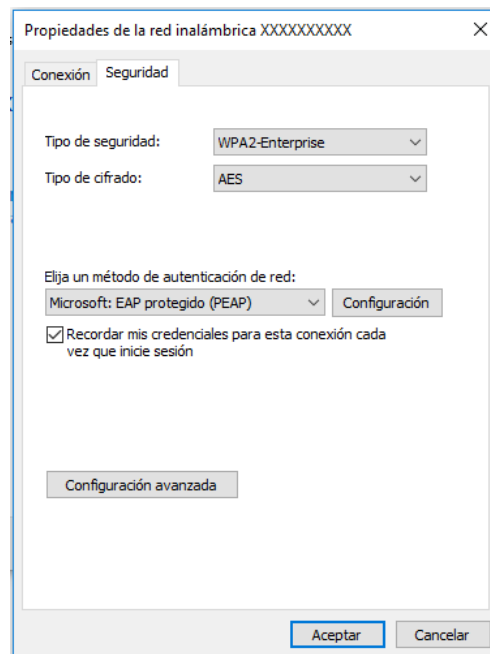 Propiedades de la red inalámbrica XXXXXXXXXX
Conexión
Seguridad
Tipo de seguridad:
WPA2-Enterprise
Tipo de cifrado:
AES
Elija un método de autenticación de red:
Microsoft: EAP protegido (PEAP)
Configuración
Recordar mis credenciales para esta conexión cada
vez que inicie sesión
Configuración avanzada
Aceptar
Cancelar